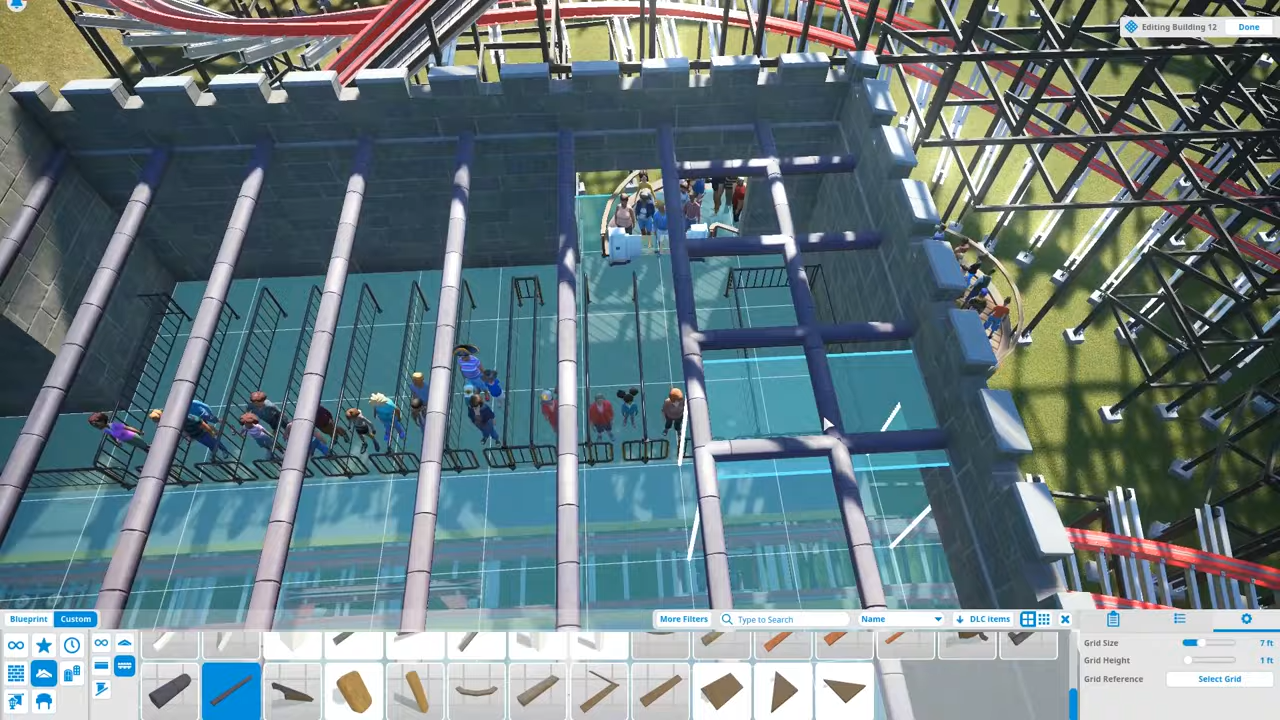 Editing Building 12 Done
Blueprint Custom More Filters Type to Search Name DLC items
Grid Size 7 ft
Grid Height 1 ft
Grid Reference Select Grid